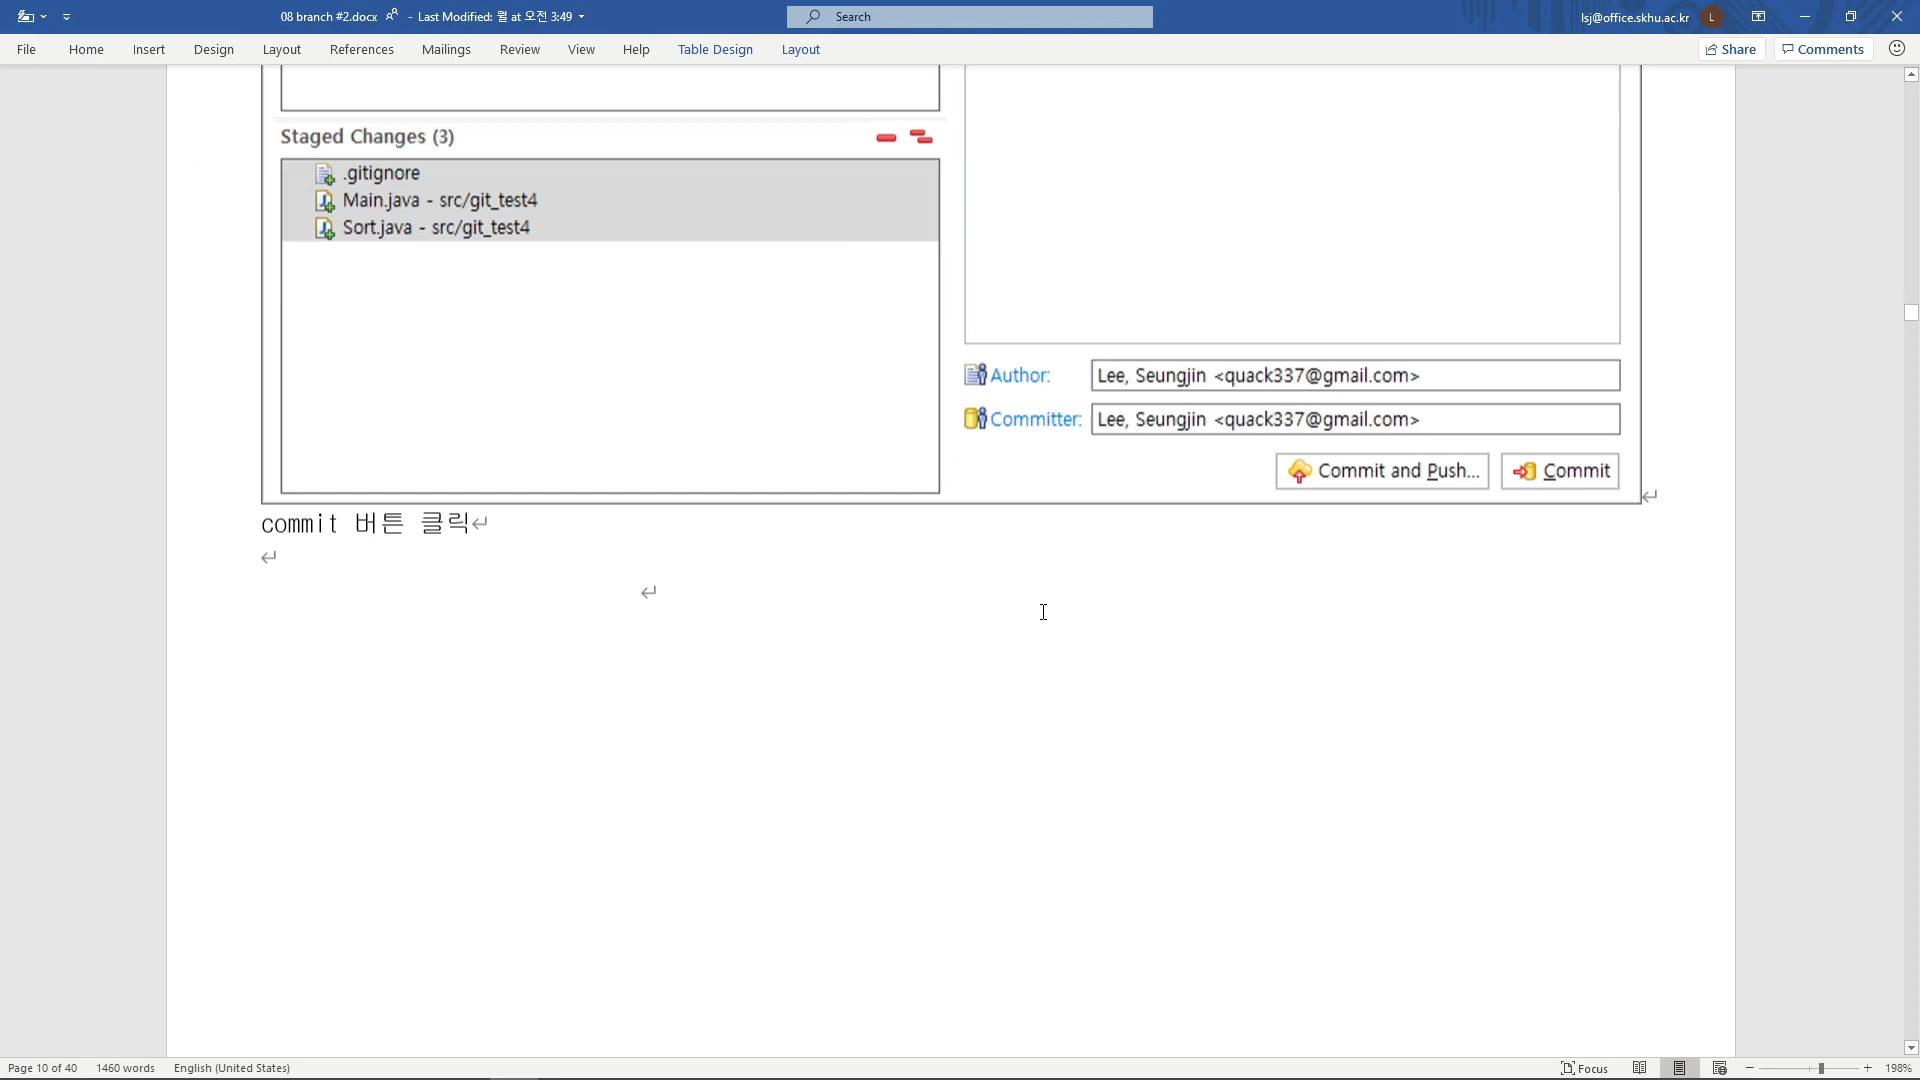 08 branch #2.docx - Last Modified: 월 at 오전 3:49
Search
lsj@office.skhu.ac.kr
L
File Home Insert Design Layout References Mailings Review View Help Table Design Layout
Share
Comments
Staged Changes (3)
.gitignore
Main.java - src/git_test4
Sort.java - src/git_test4
Author: Lee, Seungjin <quack337@gmail.com>
Committer: Lee, Seungjin <quack337@gmail.com>
Commit and Push...
Commit
commit 버튼 클릭
Page 10 of 40 1460 words English (United States)
Focus
198%